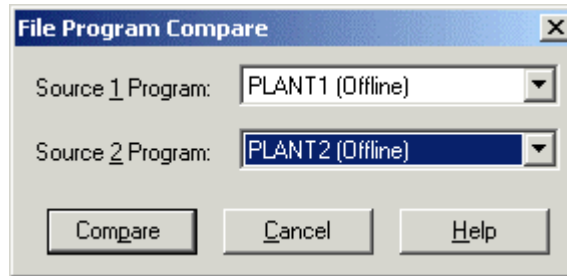 File Program Compare
Source 1 Program: PLANT1 (Offline)
Source 2 Program: PLANT2 (Offline)
Compare Cancel Help